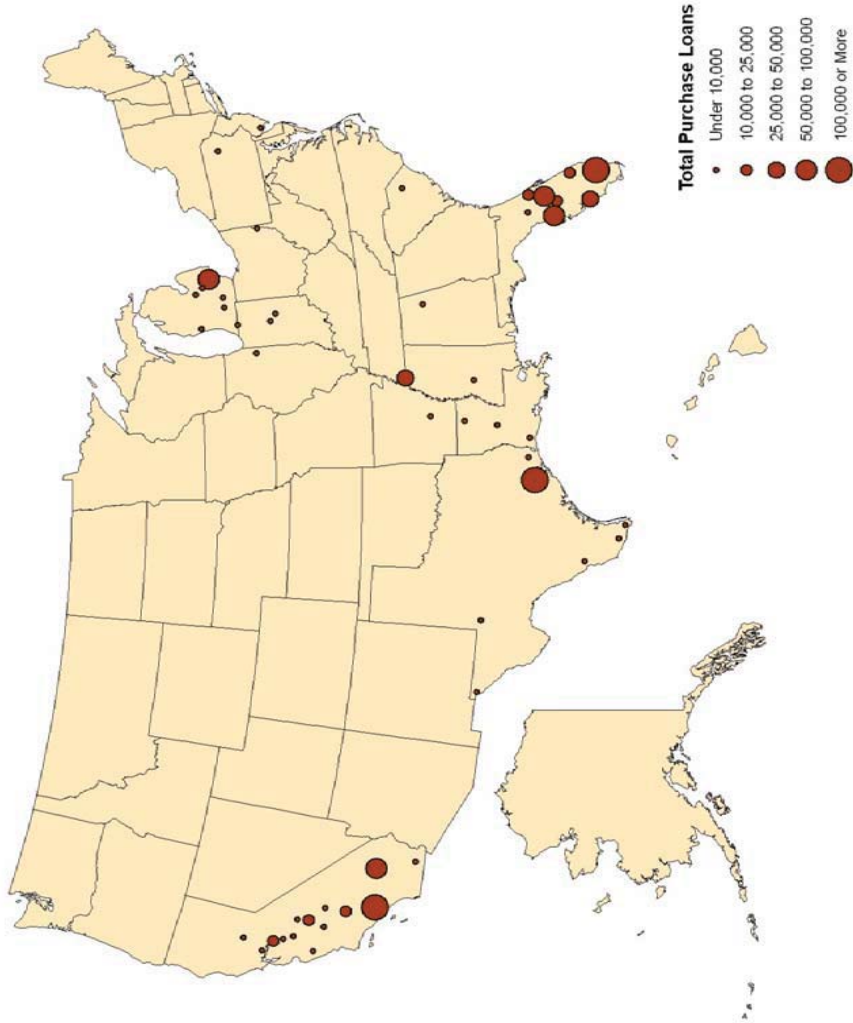 Total Purchase Loans
Under 10,000
10,000 to 25,000
25,000 to 50,000
50,000 to 100,000
100,000 or More